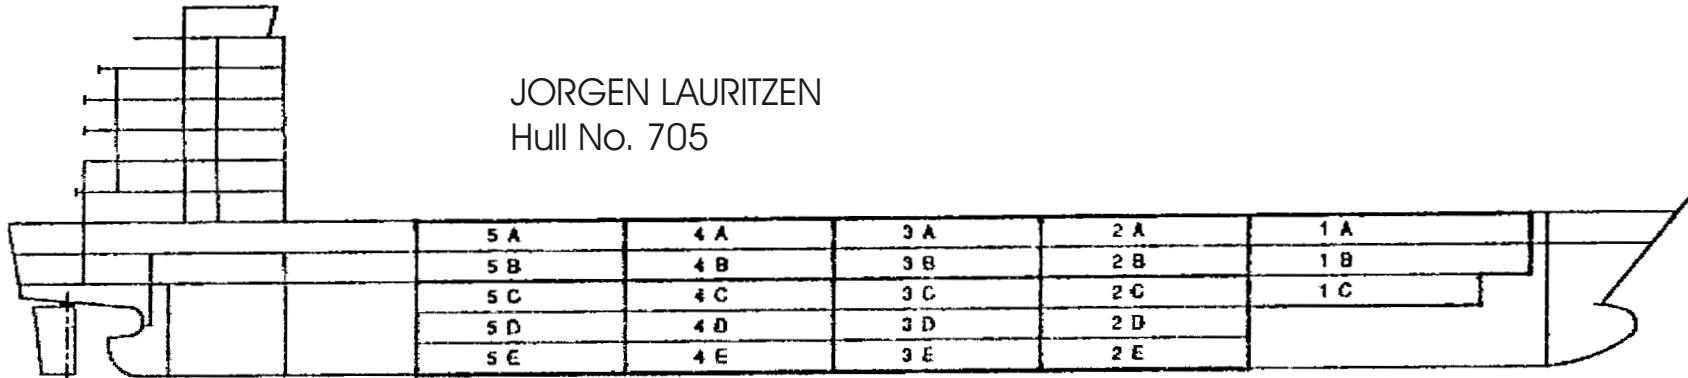 JORGEN LAURITZEN
Hull No. 705
5 A 4 A 3 A 2 A 1 A
5 B 4 B 3 B 2 B 1 B
5 C 4 C 3 C 2 C 1 C
5 D 4 D 3 D 2 D
5 E 4 E 3 E 2 E